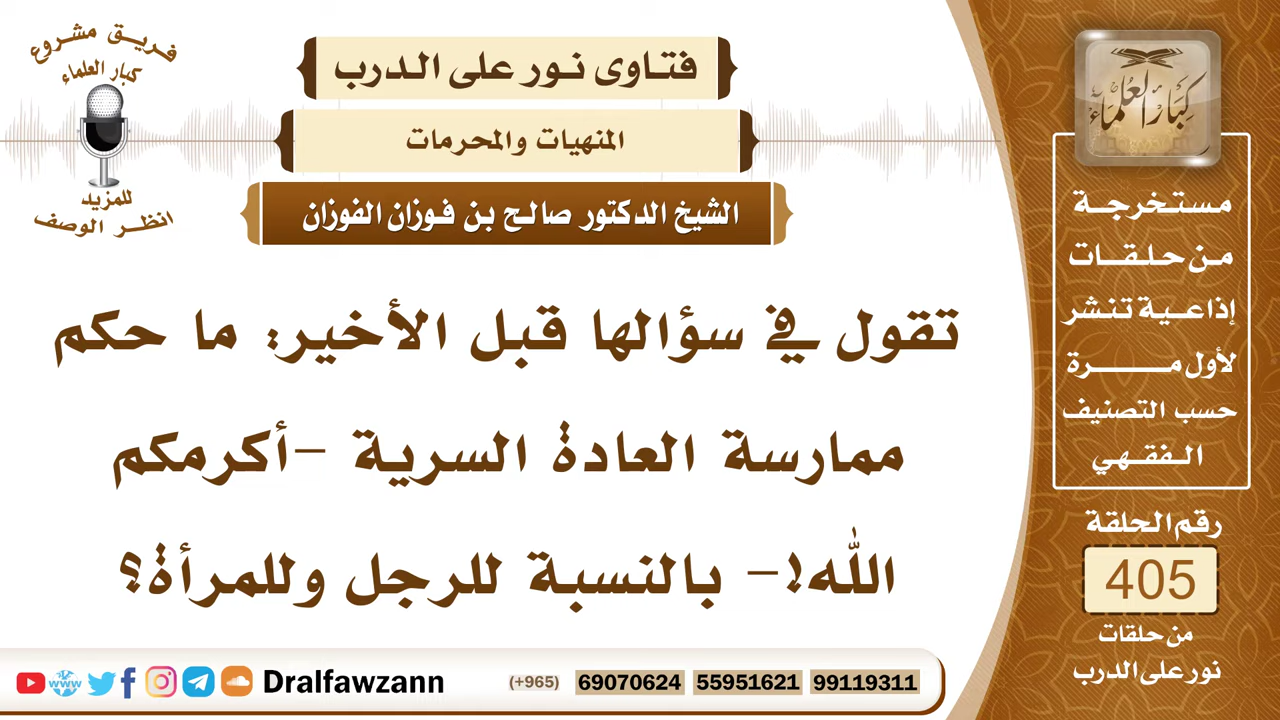 فريق مشروع
كبار العلماء
للمزيد
انظر الوصف
فتاوى نور على الدرب
المنهيات والمحرمات
الشيخ الدكتور صالح بن فوزان الفوزان
تقول في سؤالها قبل الأخير: ما حكم
ممارسة العادة السرية -أكرمكم
الله!- بالنسبة للرجل وللمرأة؟
كبار العلماء
مستخرجة
من حلقات
إذاعية تنشر
لأول مرة
حسب التصنيف
الفقهي
رقم الحلقة
405
من حلقات
نور على الدرب
www Dralfawzann (+965) 69070624 55951621 99119311